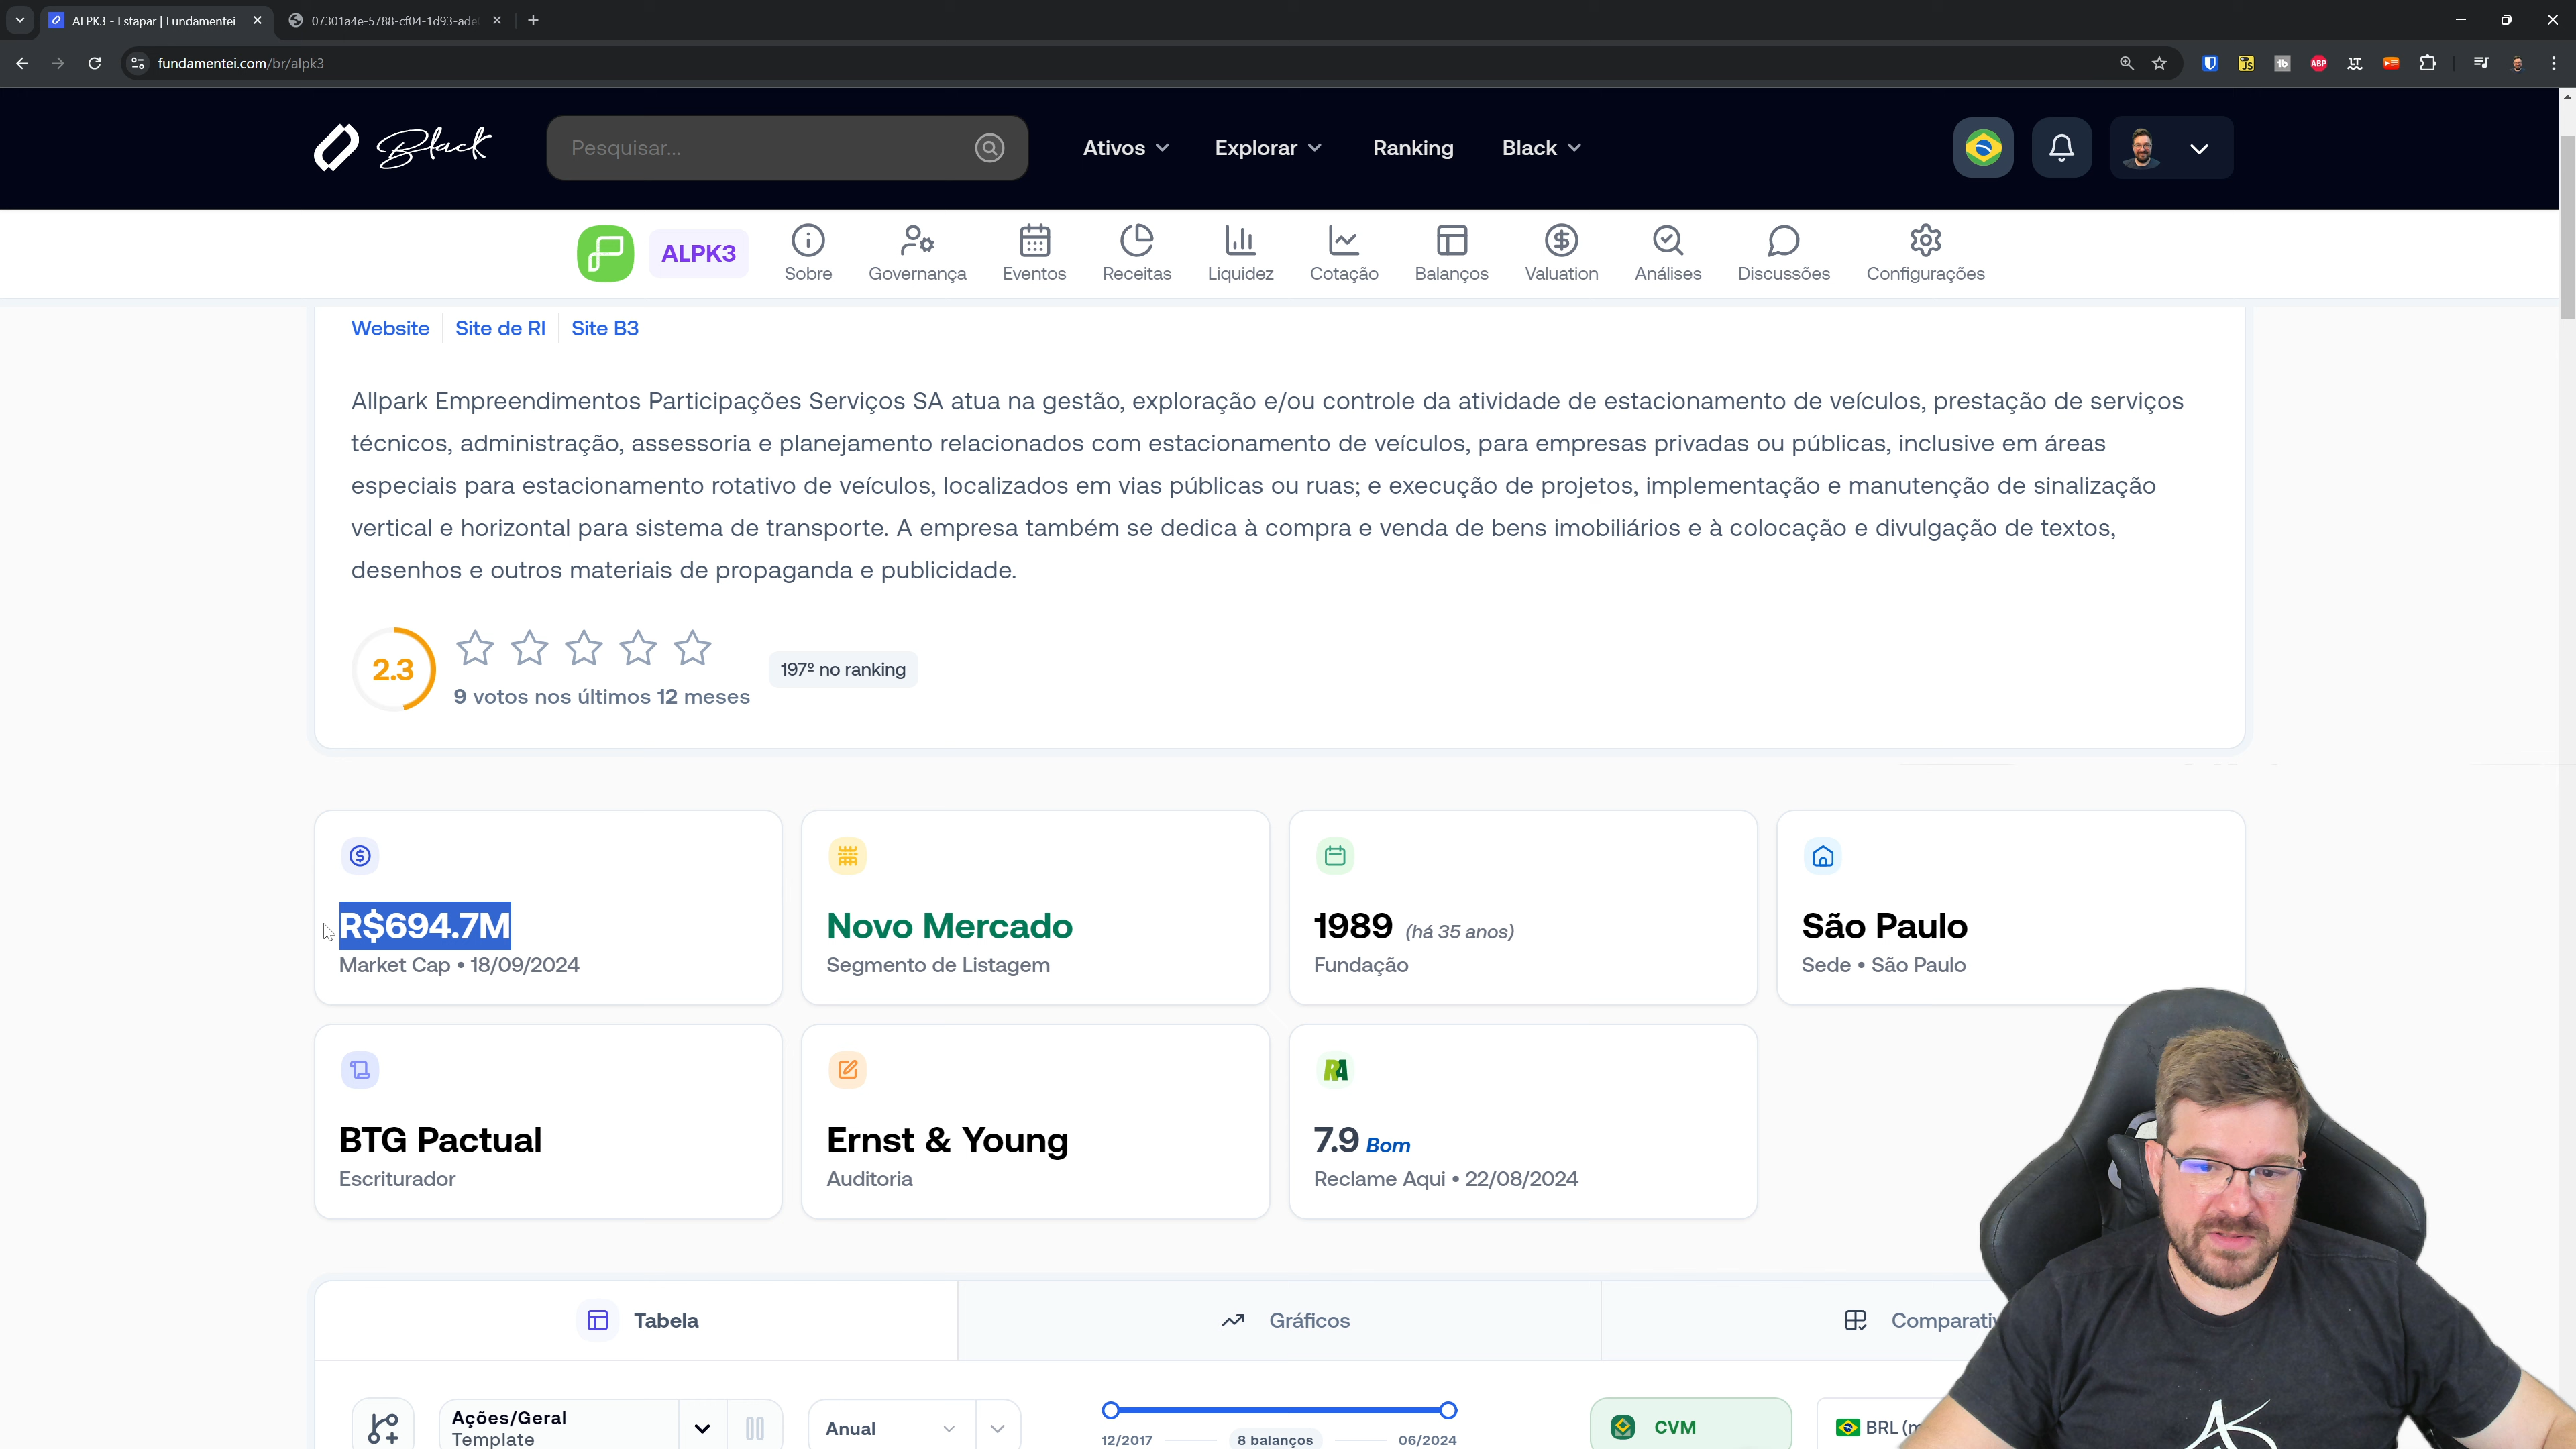 ALPK3 - Estapar | Fundamentei
07301a4e-5788-cf04-1d93-ade
fundamentei.com/br/alpk3
Black
Pesquisar...
Ativos
Explorar
Ranking
Black
ALPK3
Sobre
Governança
Eventos
Receitas
Liquidez
Cotação
Balanços
Valuation
Análises
Discussões
Configurações
Website
Site de RI
Site B3
Allpark Empreendimentos Participações Serviços SA atua na gestão, exploração e/ou controle da atividade de estacionamento de veículos, prestação de serviços
técnicos, administração, assessoria e planejamento relacionados com estacionamento de veículos, para empresas privadas ou públicas, inclusive em áreas
especiais para estacionamento rotativo de veículos, localizados em vias públicas ou ruas; e execução de projetos, implementação e manutenção de sinalização
vertical e horizontal para sistema de transporte. A empresa também se dedica à compra e venda de bens imobiliários e à colocação e divulgação de textos,
desenhos e outros materiais de propaganda e publicidade.
2.3
9 votos nos últimos 12 meses
197º no ranking
R$694.7M
Market Cap • 18/09/2024
Novo Mercado
Segmento de Listagem
1989 (há 35 anos)
Fundação
São Paulo
Sede • São Paulo
BTG Pactual
Escriturador
Ernst & Young
Auditoria
RA
7.9 Bom
Reclame Aqui • 22/08/2024
Tabela
Gráficos
Comparativ
Ações/Geral
Template
Anual
12/2017
8 balanços
06/2024
CVM
BRL (m